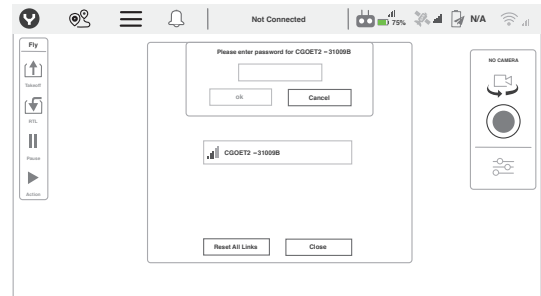 Not Connected
75%
N/A
Fly
Takeoff
RTL
Pause
Action
Please enter password for CGOET2 – 31009B
ok Cancel
CGOET2 – 31009B
Reset All Links Close
NO CAMERA